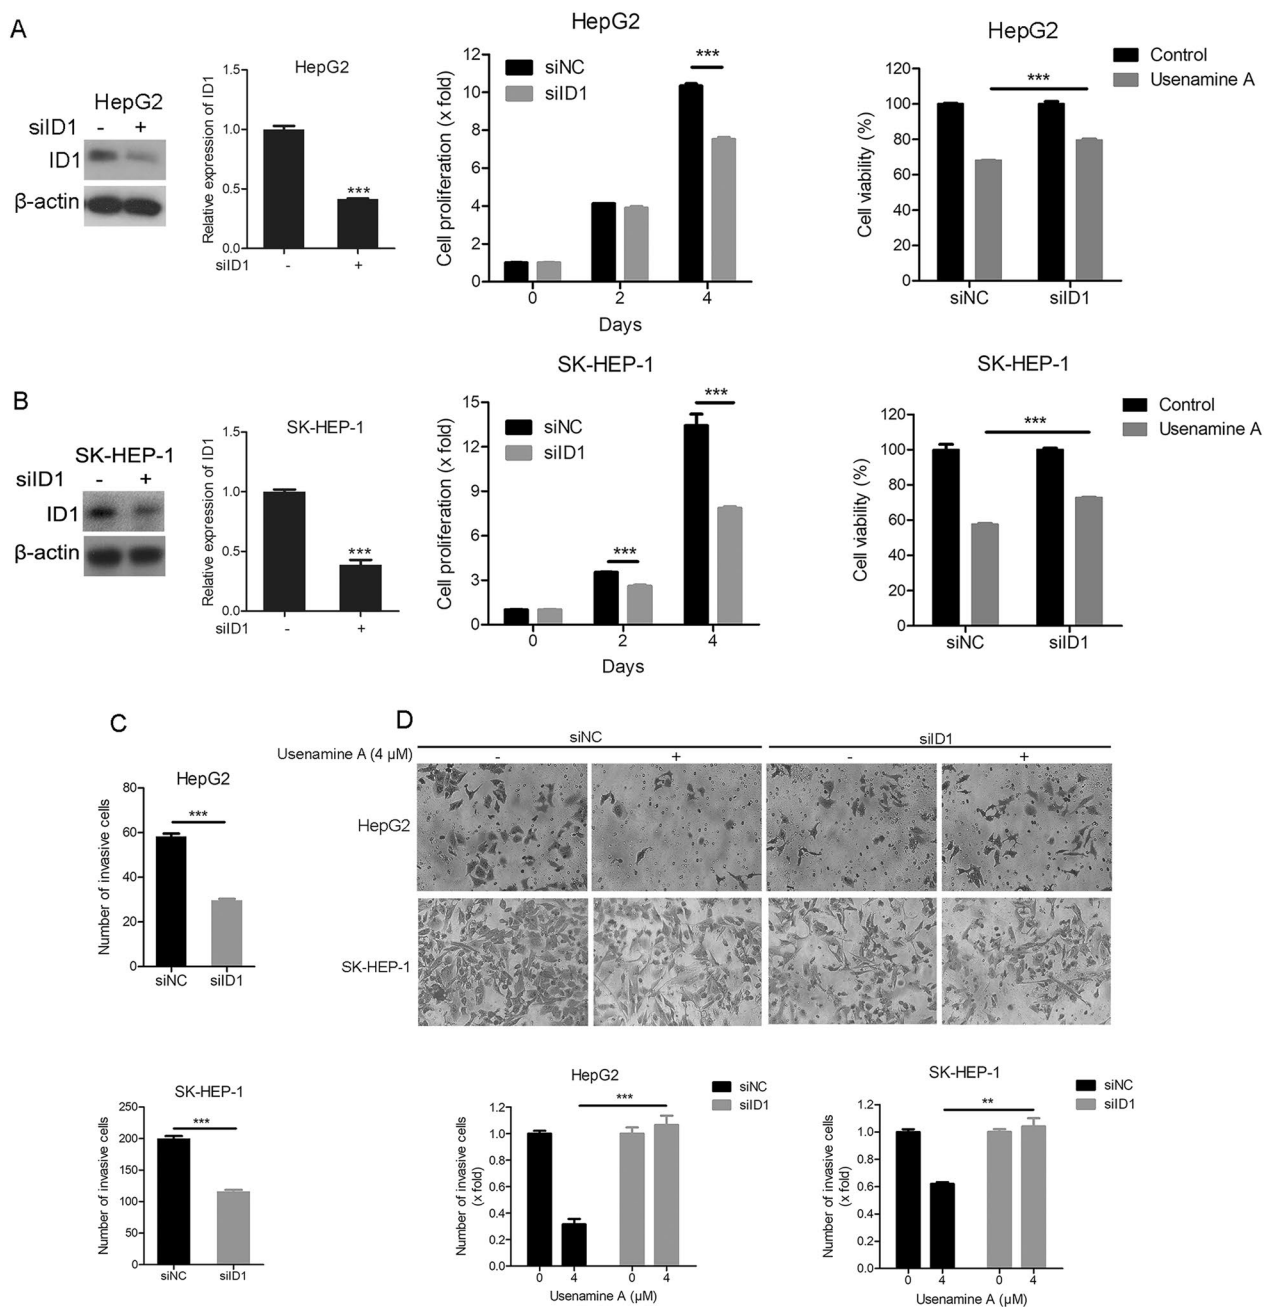 A
HepG2
siID1 - +
ID1
β-actin
HepG2
Relative expression of ID1
1.5
1.0
0.5
0.0
***
siID1 - +
HepG2
Cell proliferation (x fold)
12
10
8
6
4
2
0
siNC
siID1
***
0 2 4
Days
HepG2
Cell viability (%)
120
100
80
60
40
20
0
***
Control
Usenamine A
siNC siID1
B
SK-HEP-1
siID1 - +
ID1
β-actin
SK-HEP-1
Relative expression of ID1
1.5
1.0
0.5
0.0
***
siID1 - +
SK-HEP-1
Cell proliferation (x fold)
15
12
9
6
3
0
siNC
siID1
***
***
0 2 4
Days
SK-HEP-1
Cell viability (%)
120
100
80
60
40
20
0
***
Control
Usenamine A
siNC siID1
C
HepG2
Number of invasive cells
80
60
40
20
0
***
siNC siID1
SK-HEP-1
Number of invasive cells
250
200
150
100
50
0
***
siNC siID1
D
siNC siID1
Usenamine A (4 µM) - + - +
HepG2
SK-HEP-1
HepG2
Number of invasive cells
(x fold)
1.2
1.0
0.8
0.6
0.4
0.2
0.0
***
siNC
siID1
0 4 0 4
Usenamine A (µM)
SK-HEP-1
Number of invasive cells
(x fold)
1.2
1.0
0.8
0.6
0.4
0.2
0.0
**
siNC
siID1
0 4 0 4
Usenamine A (µM)